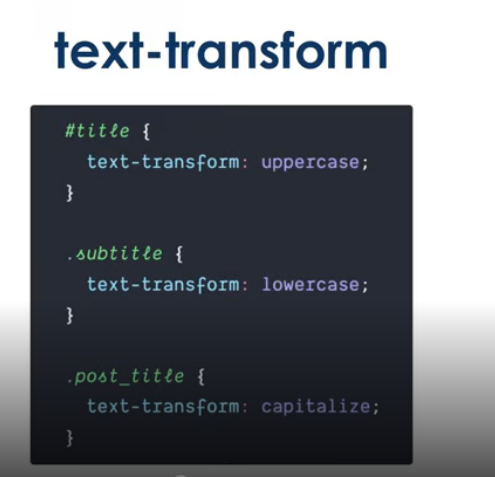 text-transform
#title {
  text-transform: uppercase;
}
.subtitle {
  text-transform: lowercase;
}
.post_title {
  text-transform: capitalize;
}